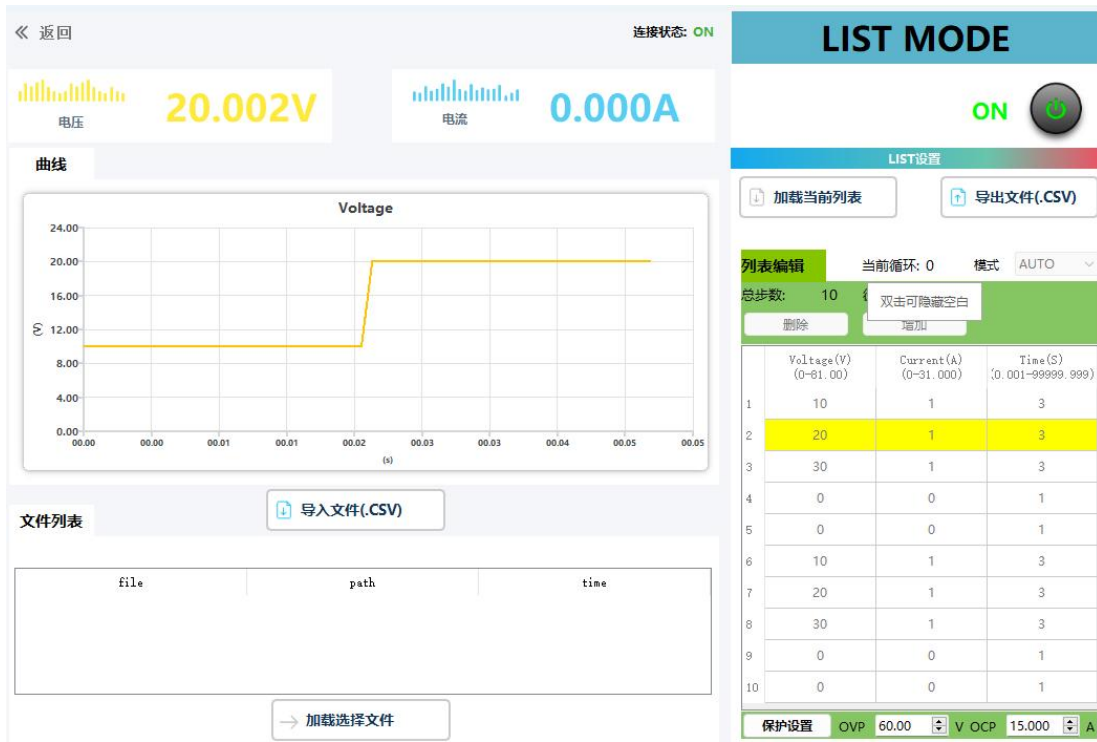 返回
连接状态: ON
电压
20.002V
电流
0.000A
曲线
Voltage
24.00
20.00
16.00
12.00
8.00
4.00
0.00
(V)
00.00 00.00 00.01 00.01 00.02 00.03 00.03 00.04 00.05 00.05
(s)
导入文件(.CSV)
文件列表
file path time
加载选择文件
LIST MODE
ON
LIST设置
加载当前列表 导出文件(.CSV)
列表编辑 当前循环: 0 模式 AUTO
总步数: 10
双击可隐藏空白
删除 增加
Voltage(V) Current(A) Time(S)
(0-81.00) (0-31.000) (0.001-99999.999)
1 10 1 3
2 20 1 3
3 30 1 3
4 0 0 1
5 0 0 1
6 10 1 3
7 20 1 3
8 30 1 3
9 0 0 1
10 0 0 1
保护设置 OVP 60.00 V OCP 15.000 A